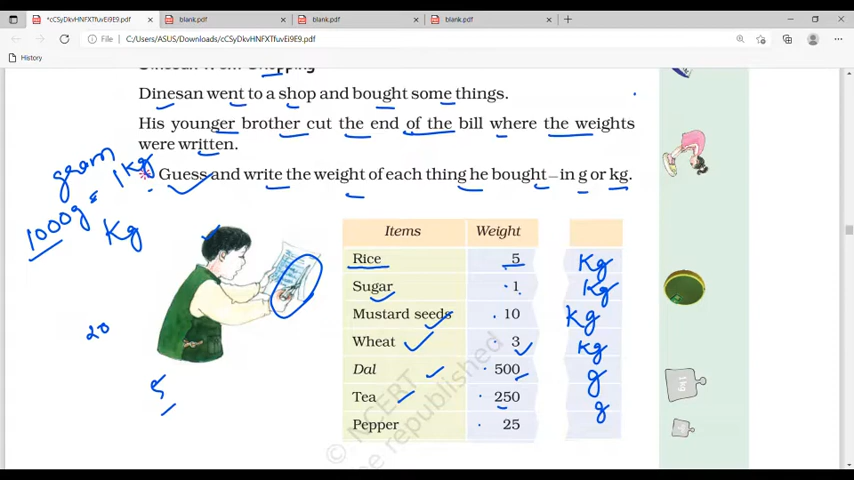 *cCSyDkvHNFXTfuvEi9E9.pdf
blank.pdf
blank.pdf
blank.pdf
File
C:/Users/ASUS/Downloads/cCSyDkvHNFXTfuvEi9E9.pdf
History
Dinesan went to a shop and bought some things.
His younger brother cut the end of the bill where the weights
were written.
Guess and write the weight of each thing he bought – in g or kg.
gram
1000g = 1kg
Kg
20
5
Items Weight
Rice 5 Kg
Sugar 1 Kg
Mustard seeds 10 Kg
Wheat 3 Kg
Dal 500 g
Tea 250 g
Pepper 25
1kg
© NCERT
be republished